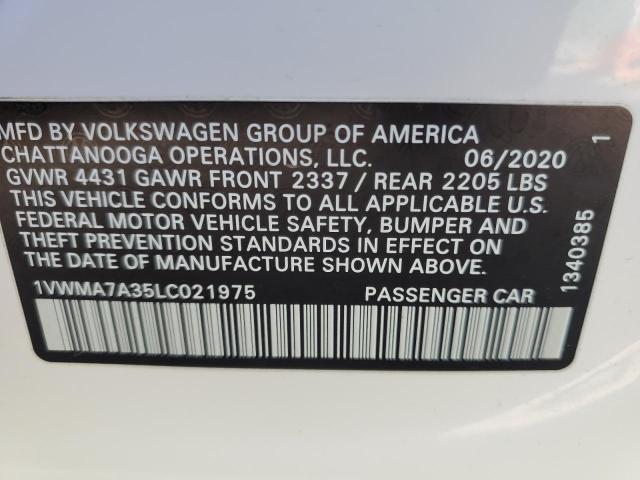 MFD BY VOLKSWAGEN GROUP OF AMERICA
CHATTANOOGA OPERATIONS, LLC. 06/2020
GVWR 4431 GAWR FRONT 2337 / REAR 2205 LBS
THIS VEHICLE CONFORMS TO ALL APPLICABLE U.S.
FEDERAL MOTOR VEHICLE SAFETY, BUMPER AND
THEFT PREVENTION STANDARDS IN EFFECT ON
THE DATE OF MANUFACTURE SHOWN ABOVE.
1VWMA7A35LC021975 PASSENGER CAR
1340385 1